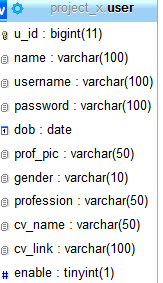 project_x.user
u_id : bigint(11)
name : varchar(100)
username : varchar(100)
password : varchar(100)
dob : date
prof_pic : varchar(50)
gender : varchar(10)
profession : varchar(50)
cv_name : varchar(50)
cv_link : varchar(100)
# enable : tinyint(1)